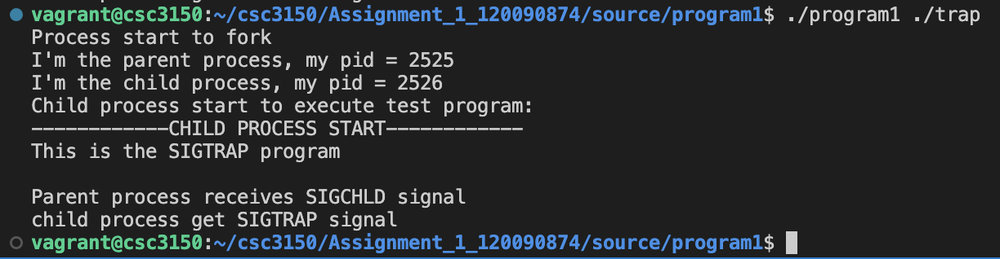 vagrant@csc3150:~/csc3150/Assignment_1_120090874/source/program1$ ./program1 ./trap
Process start to fork
I'm the parent process, my pid = 2525
I'm the child process, my pid = 2526
Child process start to execute test program:
------------CHILD PROCESS START------------
This is the SIGTRAP program

Parent process receives SIGCHLD signal
child process get SIGTRAP signal
vagrant@csc3150:~/csc3150/Assignment_1_120090874/source/program1$